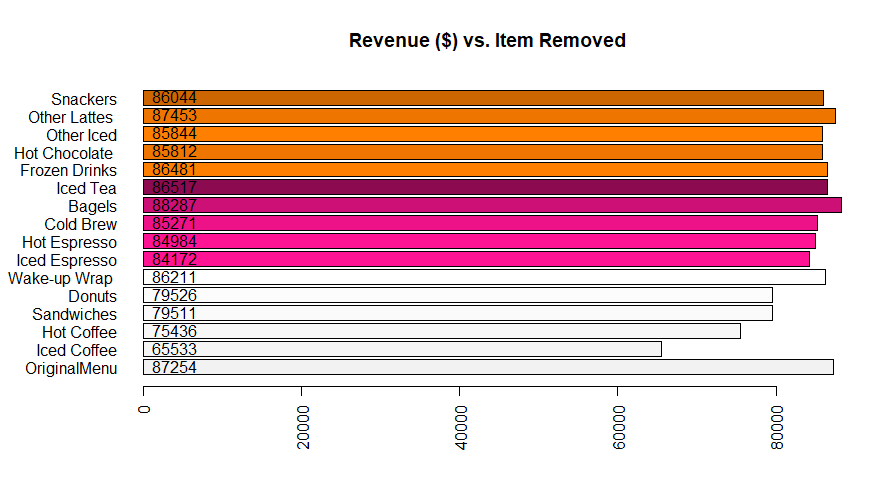 Revenue ($) vs. Item Removed
Snackers 86044
Other Lattes 87453
Other Iced 85844
Hot Chocolate 85812
Frozen Drinks 86481
Iced Tea 86517
Bagels 88287
Cold Brew 85271
Hot Espresso 84984
Iced Espresso 84172
Wake-up Wrap 86211
Donuts 79526
Sandwiches 79511
Hot Coffee 75436
Iced Coffee 65533
OriginalMenu 87254
0 20000 40000 60000 80000